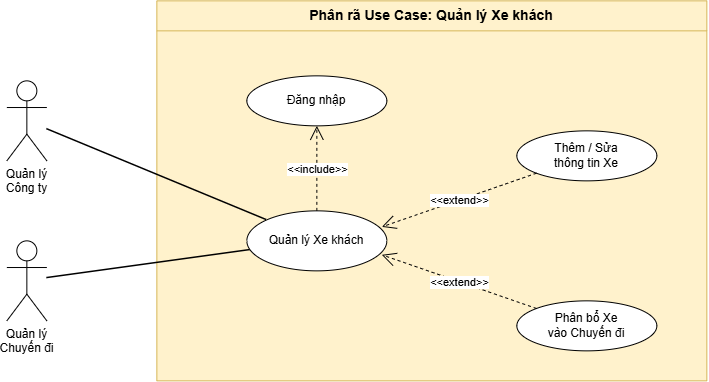 Phân rã Use Case: Quản lý Xe khách
Đăng nhập
Thêm / Sửa
thông tin Xe
<<include>>
Quản lý
Công ty
<<extend>>
Quản lý Xe khách
<<extend>>
Phân bổ Xe
vào Chuyến đi
Quản lý
Chuyến đi